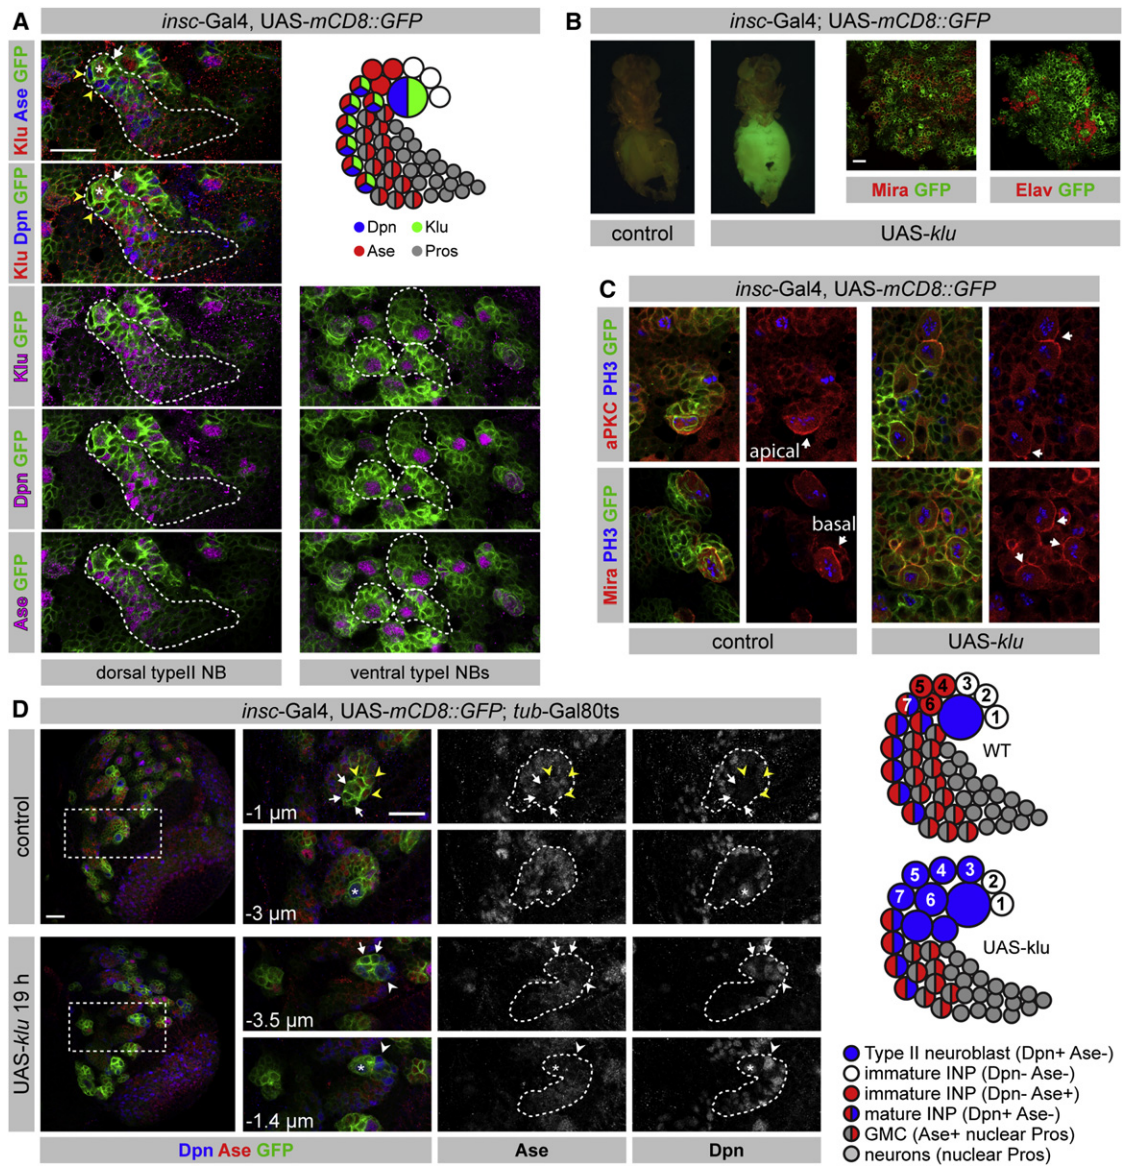 A
insc-Gal4, UAS-mCD8::GFP
Klu Ase GFP
Klu Dpn GFP
Klu GFP
Dpn GFP
Ase GFP
*
*
Dpn
Klu
Ase
Pros
dorsal typeII NB
ventral typeI NBs
B
insc-Gal4; UAS-mCD8::GFP
Mira GFP
Elav GFP
control
UAS-klu
C
insc-Gal4, UAS-mCD8::GFP
aPKC PH3 GFP
apical
Mira PH3 GFP
basal
control
UAS-klu
D
insc-Gal4, UAS-mCD8::GFP; tub-Gal80ts
control
-1 µm
-3 µm
*
*
*
UAS-klu 19 h
-3.5 µm
-1.4 µm
*
*
*
Dpn Ase GFP
Ase
Dpn
5 4 3
2
7 6 1
WT
5 4 3
2
7 6 1
UAS-klu
Type II neuroblast (Dpn+ Ase-)
immature INP (Dpn- Ase-)
immature INP (Dpn- Ase+)
mature INP (Dpn+ Ase-)
GMC (Ase+ nuclear Pros)
neurons (nuclear Pros)